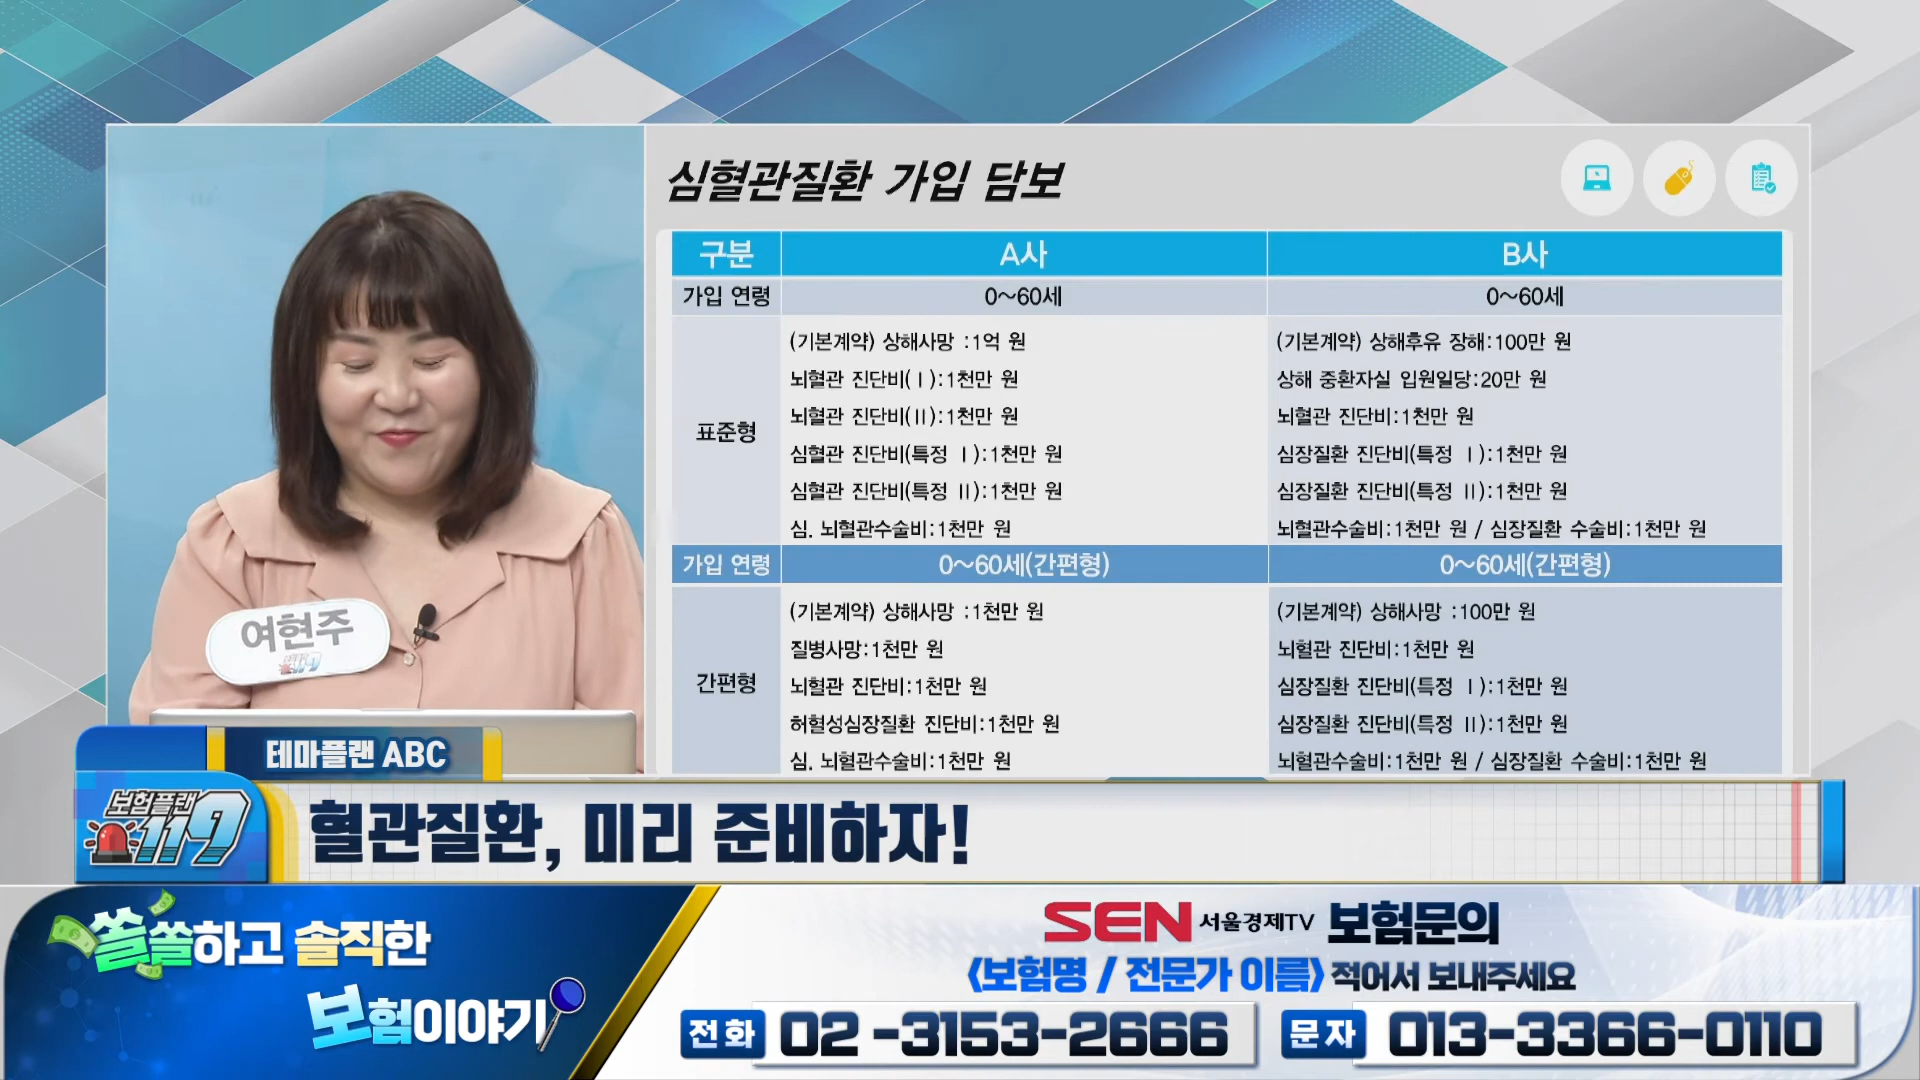 심혈관질환 가입 담보
구분 A사 B사
가입 연령 0~60세 0~60세
표준형
(기본계약) 상해사망 :1억 원
뇌혈관 진단비(Ⅰ):1천만 원
뇌혈관 진단비(Ⅱ):1천만 원
심혈관 진단비(특정 Ⅰ):1천만 원
심혈관 진단비(특정 Ⅱ):1천만 원
심. 뇌혈관수술비:1천만 원
(기본계약) 상해후유 장해:100만 원
상해 중환자실 입원일당:20만 원
뇌혈관 진단비:1천만 원
심장질환 진단비(특정 Ⅰ):1천만 원
심장질환 진단비(특정 Ⅱ):1천만 원
뇌혈관수술비:1천만 원 / 심장질환 수술비:1천만 원
가입 연령 0~60세(간편형) 0~60세(간편형)
간편형
(기본계약) 상해사망 :1천만 원
질병사망:1천만 원
뇌혈관 진단비:1천만 원
허혈성심장질환 진단비:1천만 원
심. 뇌혈관수술비:1천만 원
(기본계약) 상해사망 :100만 원
뇌혈관 진단비:1천만 원
심장질환 진단비(특정 Ⅰ):1천만 원
심장질환 진단비(특정 Ⅱ):1천만 원
뇌혈관수술비:1천만 원 / 심장질환 수술비:1천만 원
여현주
119
테마플랜 ABC
보험플랜
119
혈관질환, 미리 준비하자!
쏠쏠하고 솔직한
보험이야기
SEN 서울경제TV 보험문의
<보험명 / 전문가 이름> 적어서 보내주세요
전화 02 -3153-2666
문자 013-3366-0110